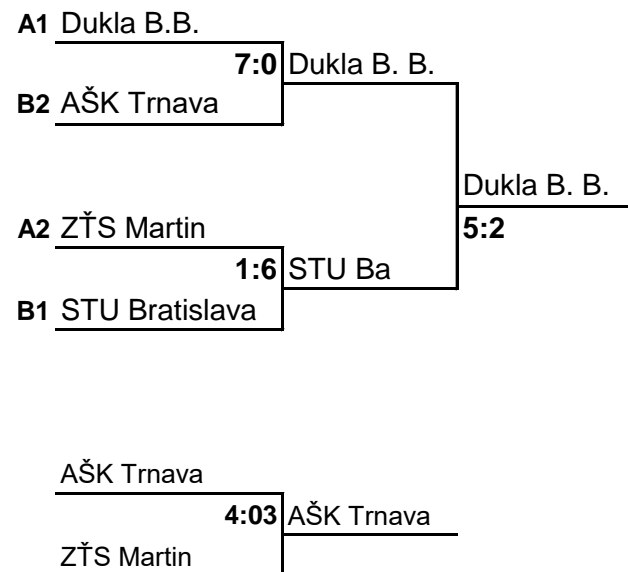 A1 Dukla B.B.
7:0 Dukla B. B.
B2 AŠK Trnava
Dukla B. B.
A2 ZŤS Martin
5:2
1:6 STU Ba
B1 STU Bratislava
AŠK Trnava
4:03 AŠK Trnava
ZŤS Martin